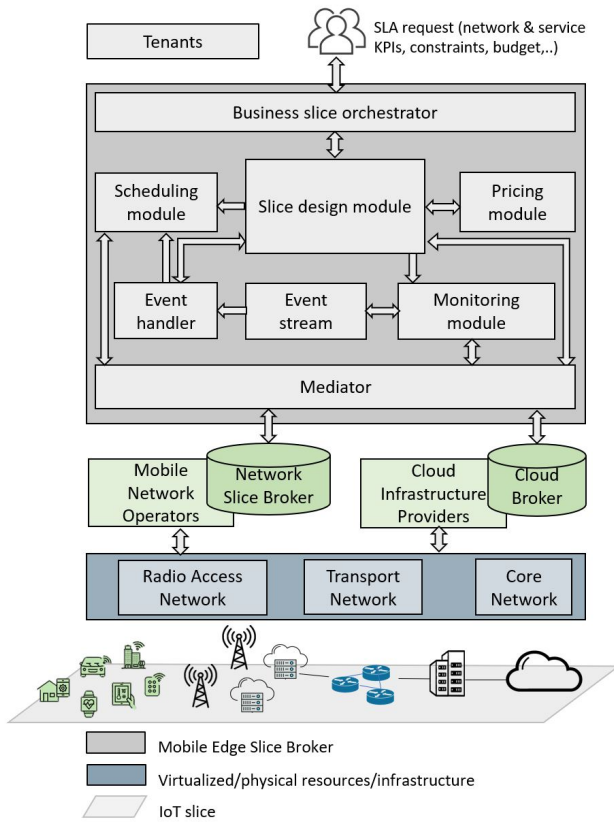 Tenants
SLA request (network & service
KPIs, constraints, budget,..)
Business slice orchestrator
Scheduling
module
Slice design module
Pricing
module
Event
handler
Event
stream
Monitoring
module
Mediator
Mobile
Network
Operators
Network
Slice Broker
Cloud
Infrastructure
Providers
Cloud
Broker
Radio Access
Network
Transport
Network
Core
Network
Mobile Edge Slice Broker
Virtualized/physical resources/infrastructure
IoT slice